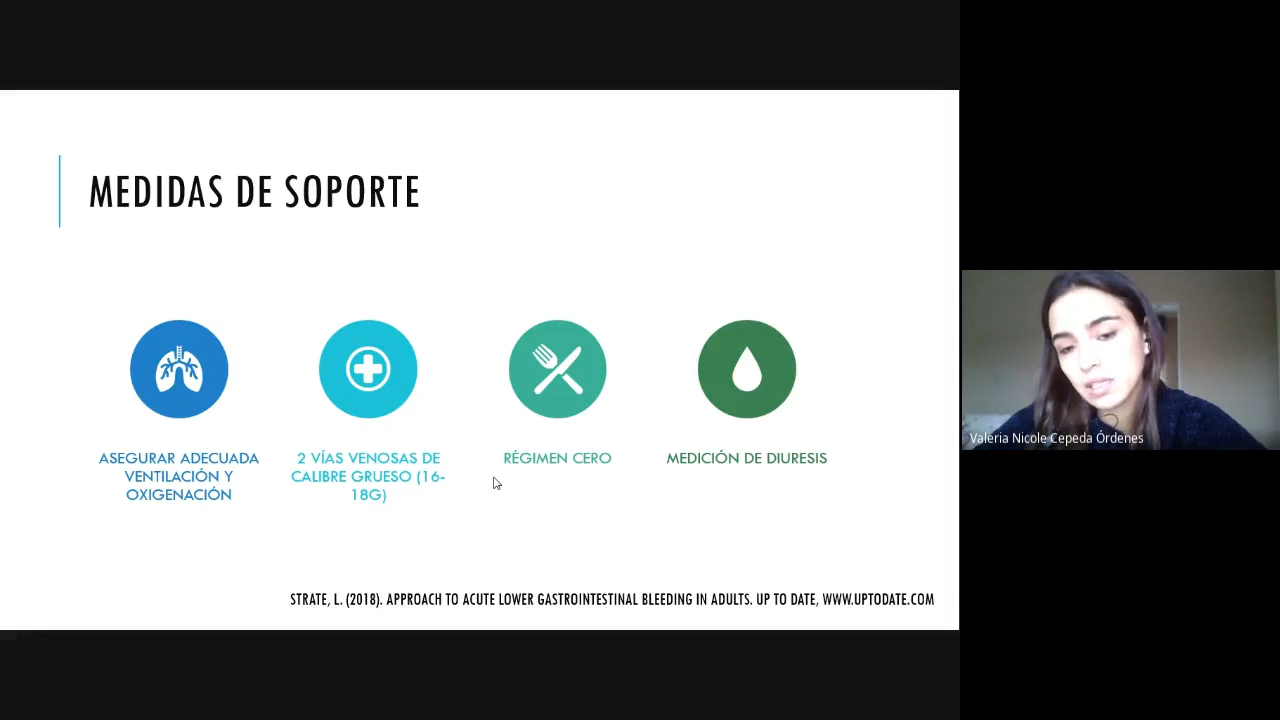 MEDIDAS DE SOPORTE
ASEGURAR ADECUADA
VENTILACIÓN Y
OXIGENACIÓN
2 VÍAS VENOSAS DE
CALIBRE GRUESO (16-
18G)
RÉGIMEN CERO
MEDICIÓN DE DIURESIS
STRATE, L. (2018). APPROACH TO ACUTE LOWER GASTROINTESTINAL BLEEDING IN ADULTS. UP TO DATE, WWW.UPTODATE.COM
Valeria Nicole Cepeda Órdenes